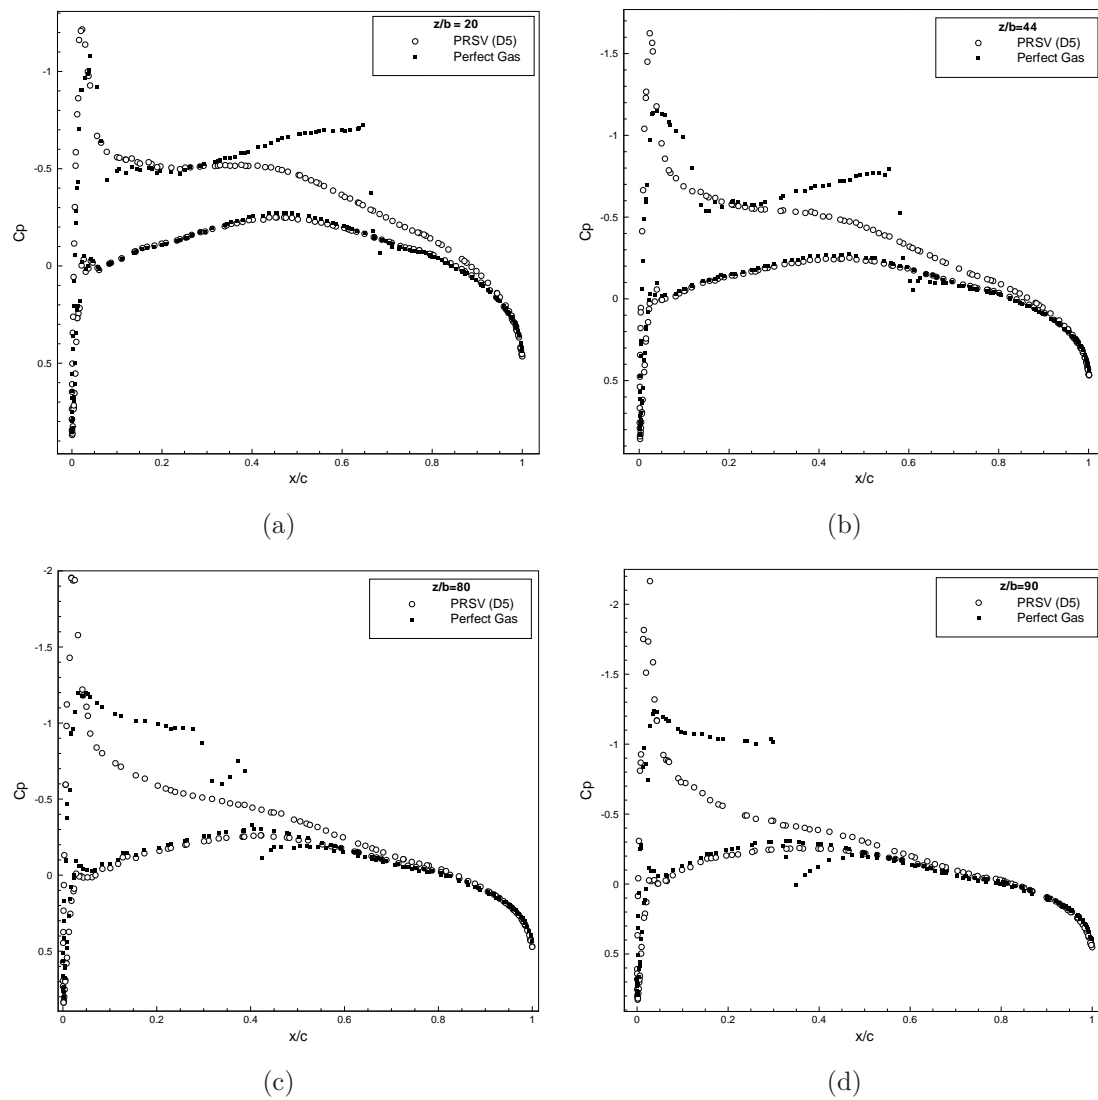 z/b = 20
PRSV (D5)
Perfect Gas
-1
-0.5
0
0.5
Cp
0
0.2
0.4
0.6
0.8
1
x/c
(a)
z/b=44
PRSV (D5)
Perfect Gas
-1.5
-1
-0.5
0
0.5
Cp
0
0.2
0.4
0.6
0.8
1
x/c
(b)
z/b=80
PRSV (D5)
Perfect Gas
-2
-1.5
-1
-0.5
0
0.5
Cp
0
0.2
0.4
0.6
0.8
1
x/c
(c)
z/b=90
PRSV (D5)
Perfect Gas
-2
-1.5
-1
-0.5
0
0.5
Cp
0
0.2
0.4
0.6
0.8
1
x/c
(d)